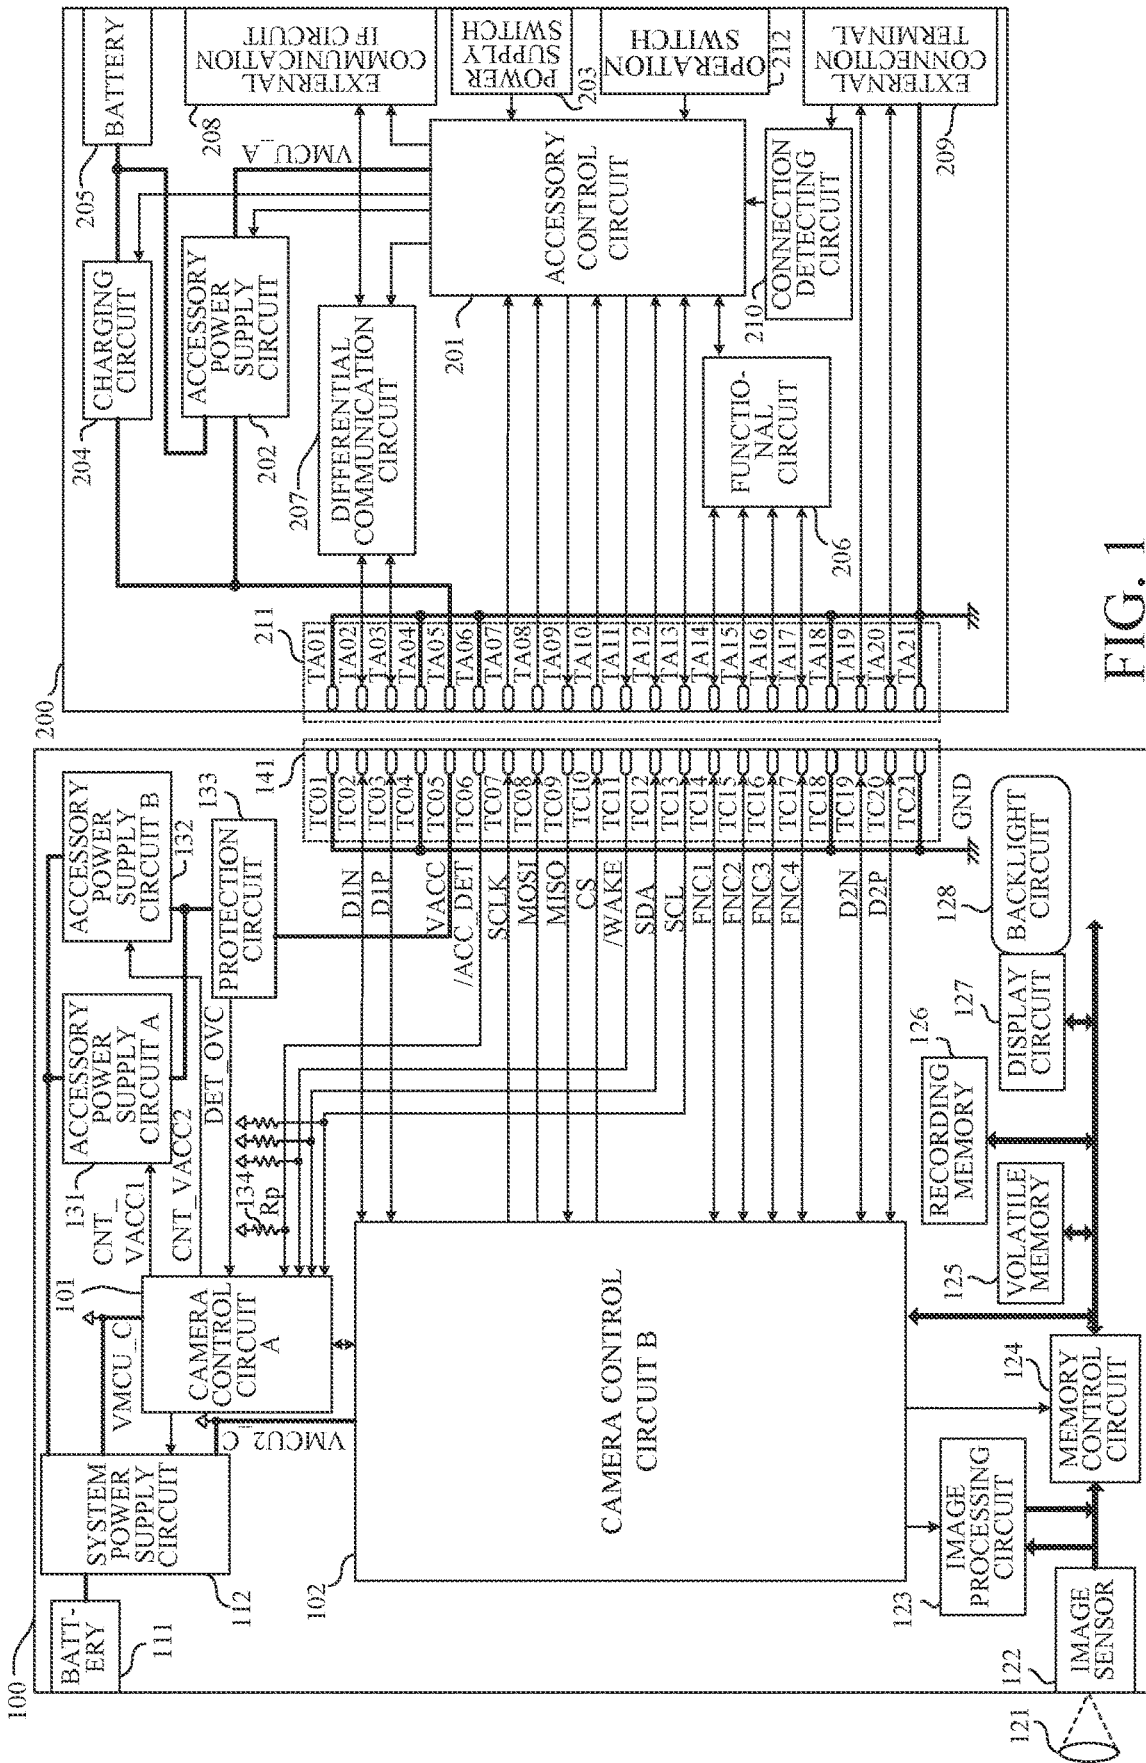 100
BATT-
ERY
111
SYSTEM
POWER
SUPPLY
CIRCUIT
112
VMCU_C
101
CAMERA
CONTROL
CIRCUIT
A
VMCU2_C
CNT_
VACC1
CNT_VACC2
DET_OVC
134
Rp
ACCESSORY
POWER
SUPPLY
CIRCUIT A
131
ACCESSORY
POWER
SUPPLY
CIRCUIT B
132
PROTECTION
CIRCUIT
133
102
CAMERA CONTROL
CIRCUIT B
141
D1N
TC01
D1P
TC02
TC03
TC04
VACC
TC05
/ACC_DET
TC06
SCLK
TC07
MOSI
TC08
MISO
TC09
CS
TC10
/WAKE
TC11
SDA
TC12
SCL
TC13
FNC1
TC14
FNC2
TC15
FNC3
TC16
FNC4
TC17
TC18
D2N
TC19
D2P
TC20
TC21
GND
121
IMAGE
SENSOR
122
IMAGE
PROCESSING
CIRCUIT
123
MEMORY
CONTROL
CIRCUIT
124
VOLATILE
MEMORY
125
RECORDING
MEMORY
126
DISPLAY
CIRCUIT
127
BACKLIGHT
CIRCUIT
128
200
211
TA01
TA02
TA03
TA04
TA05
TA06
TA07
TA08
TA09
TA10
TA11
TA12
TA13
TA14
TA15
TA16
TA17
TA18
TA19
TA20
TA21
CHARGING
CIRCUIT
204
BATTERY
205
ACCESSORY
POWER
SUPPLY
CIRCUIT
202
VMCU_A
DIFFERENTIAL
COMMUNICATION
CIRCUIT
207
EXTERNAL
COMMUNICATION
IF CIRCUIT
208
ACCESSORY
CONTROL
CIRCUIT
201
POWER
SUPPLY
SWITCH
203
OPERATION
SWITCH
212
FUNCTIO-
NAL
CIRCUIT
206
CONNECTION
DETECTING
CIRCUIT
210
EXTERNAL
CONNECTION
TERMINAL
209
FIG. 1